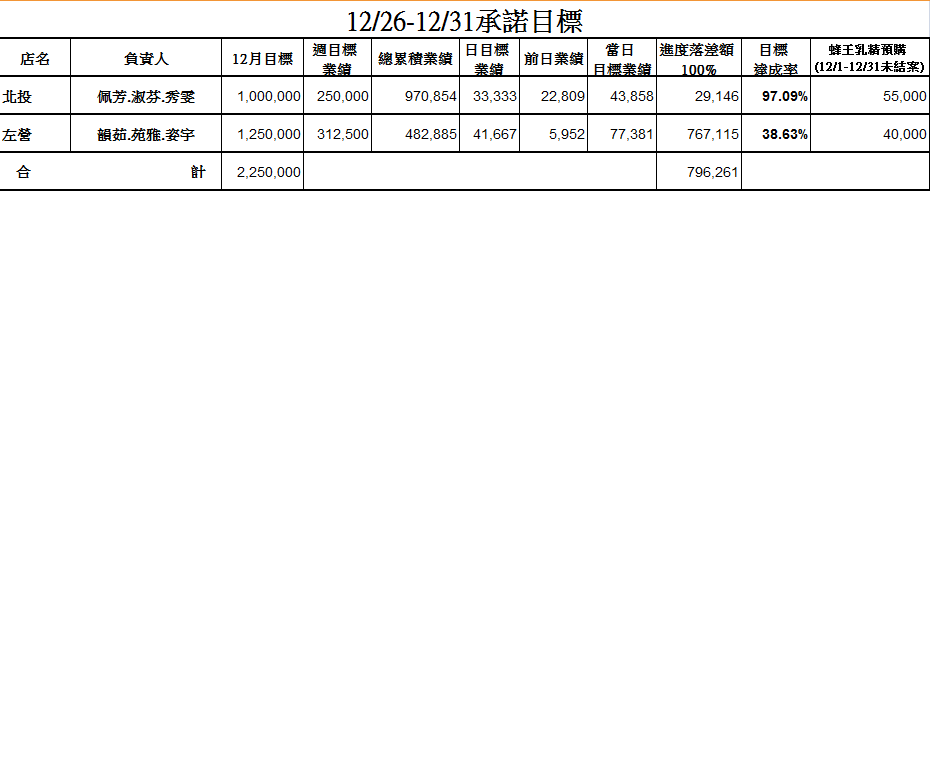 12/26-12/31承諾目標
店名 負責人 12月目標 週目標業績 總累積業績 日目標業績 前日業績 當日目標業績 進度落差額100% 目標達成率 蜂王乳精預購(12/1-12/31未結案)
北投 佩芳.淑芬.秀雯 1,000,000 250,000 970,854 33,333 22,809 43,858 29,146 97.09% 55,000
左營 韻茹.苑雅.姿宇 1,250,000 312,500 482,885 41,667 5,952 77,381 767,115 38.63% 40,000
合 計 2,250,000 796,261